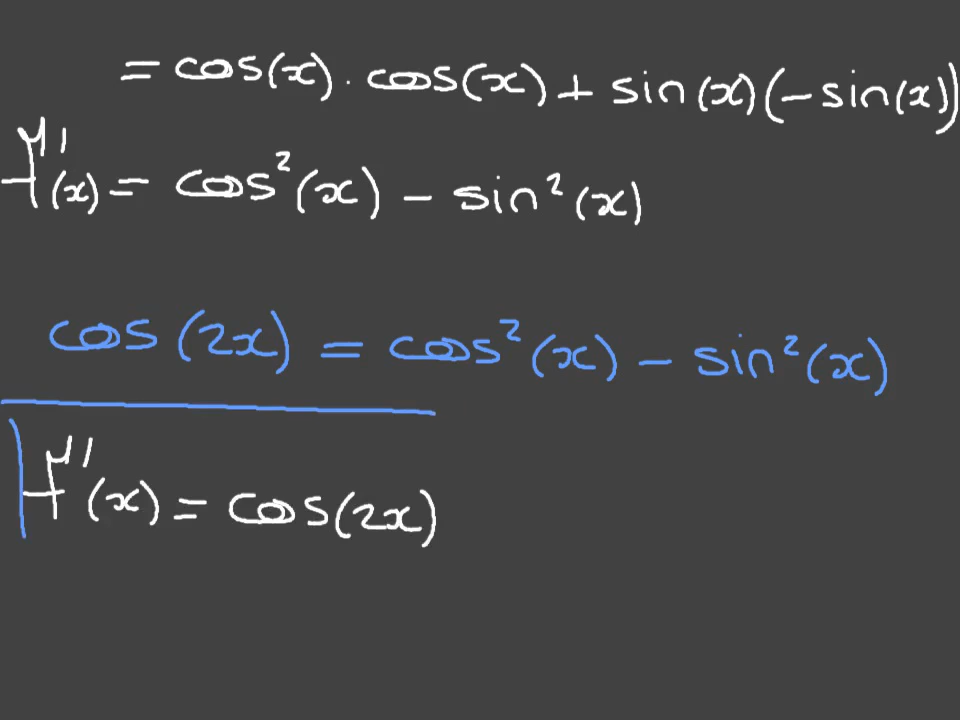 = cos(x) · cos(x) + sin(x)(-sin(x))
f'(x) = cos²(x) - sin²(x)
cos(2x) = cos²(x) - sin²(x)
f'(x) = cos(2x)